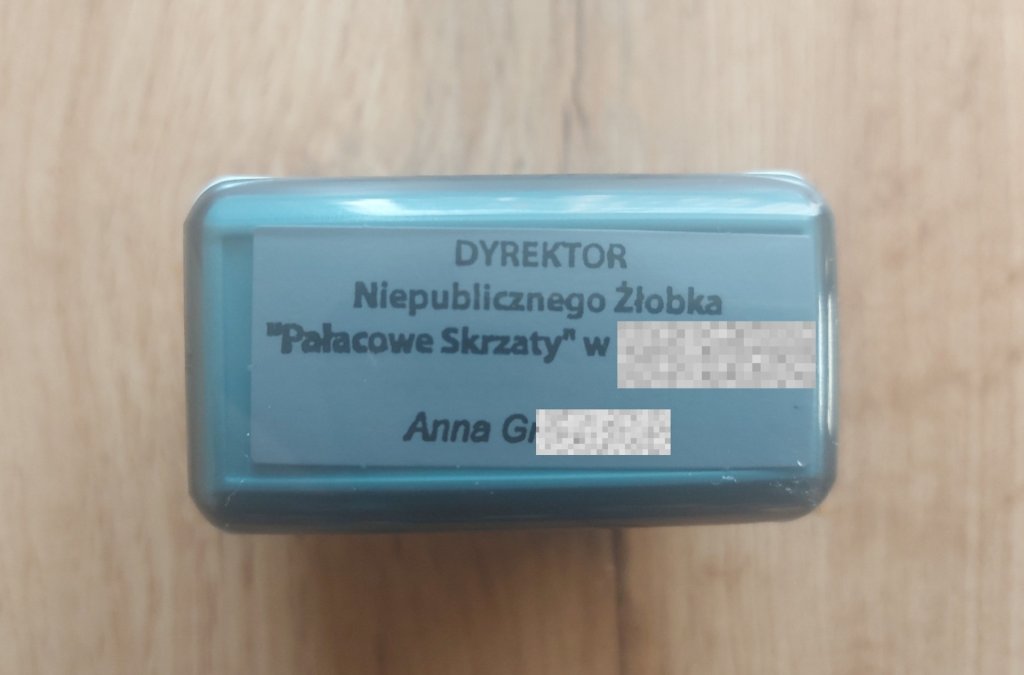 DYREKTOR
Niepublicznego Żłobka
"Pałacowe Skrzaty" w
Anna